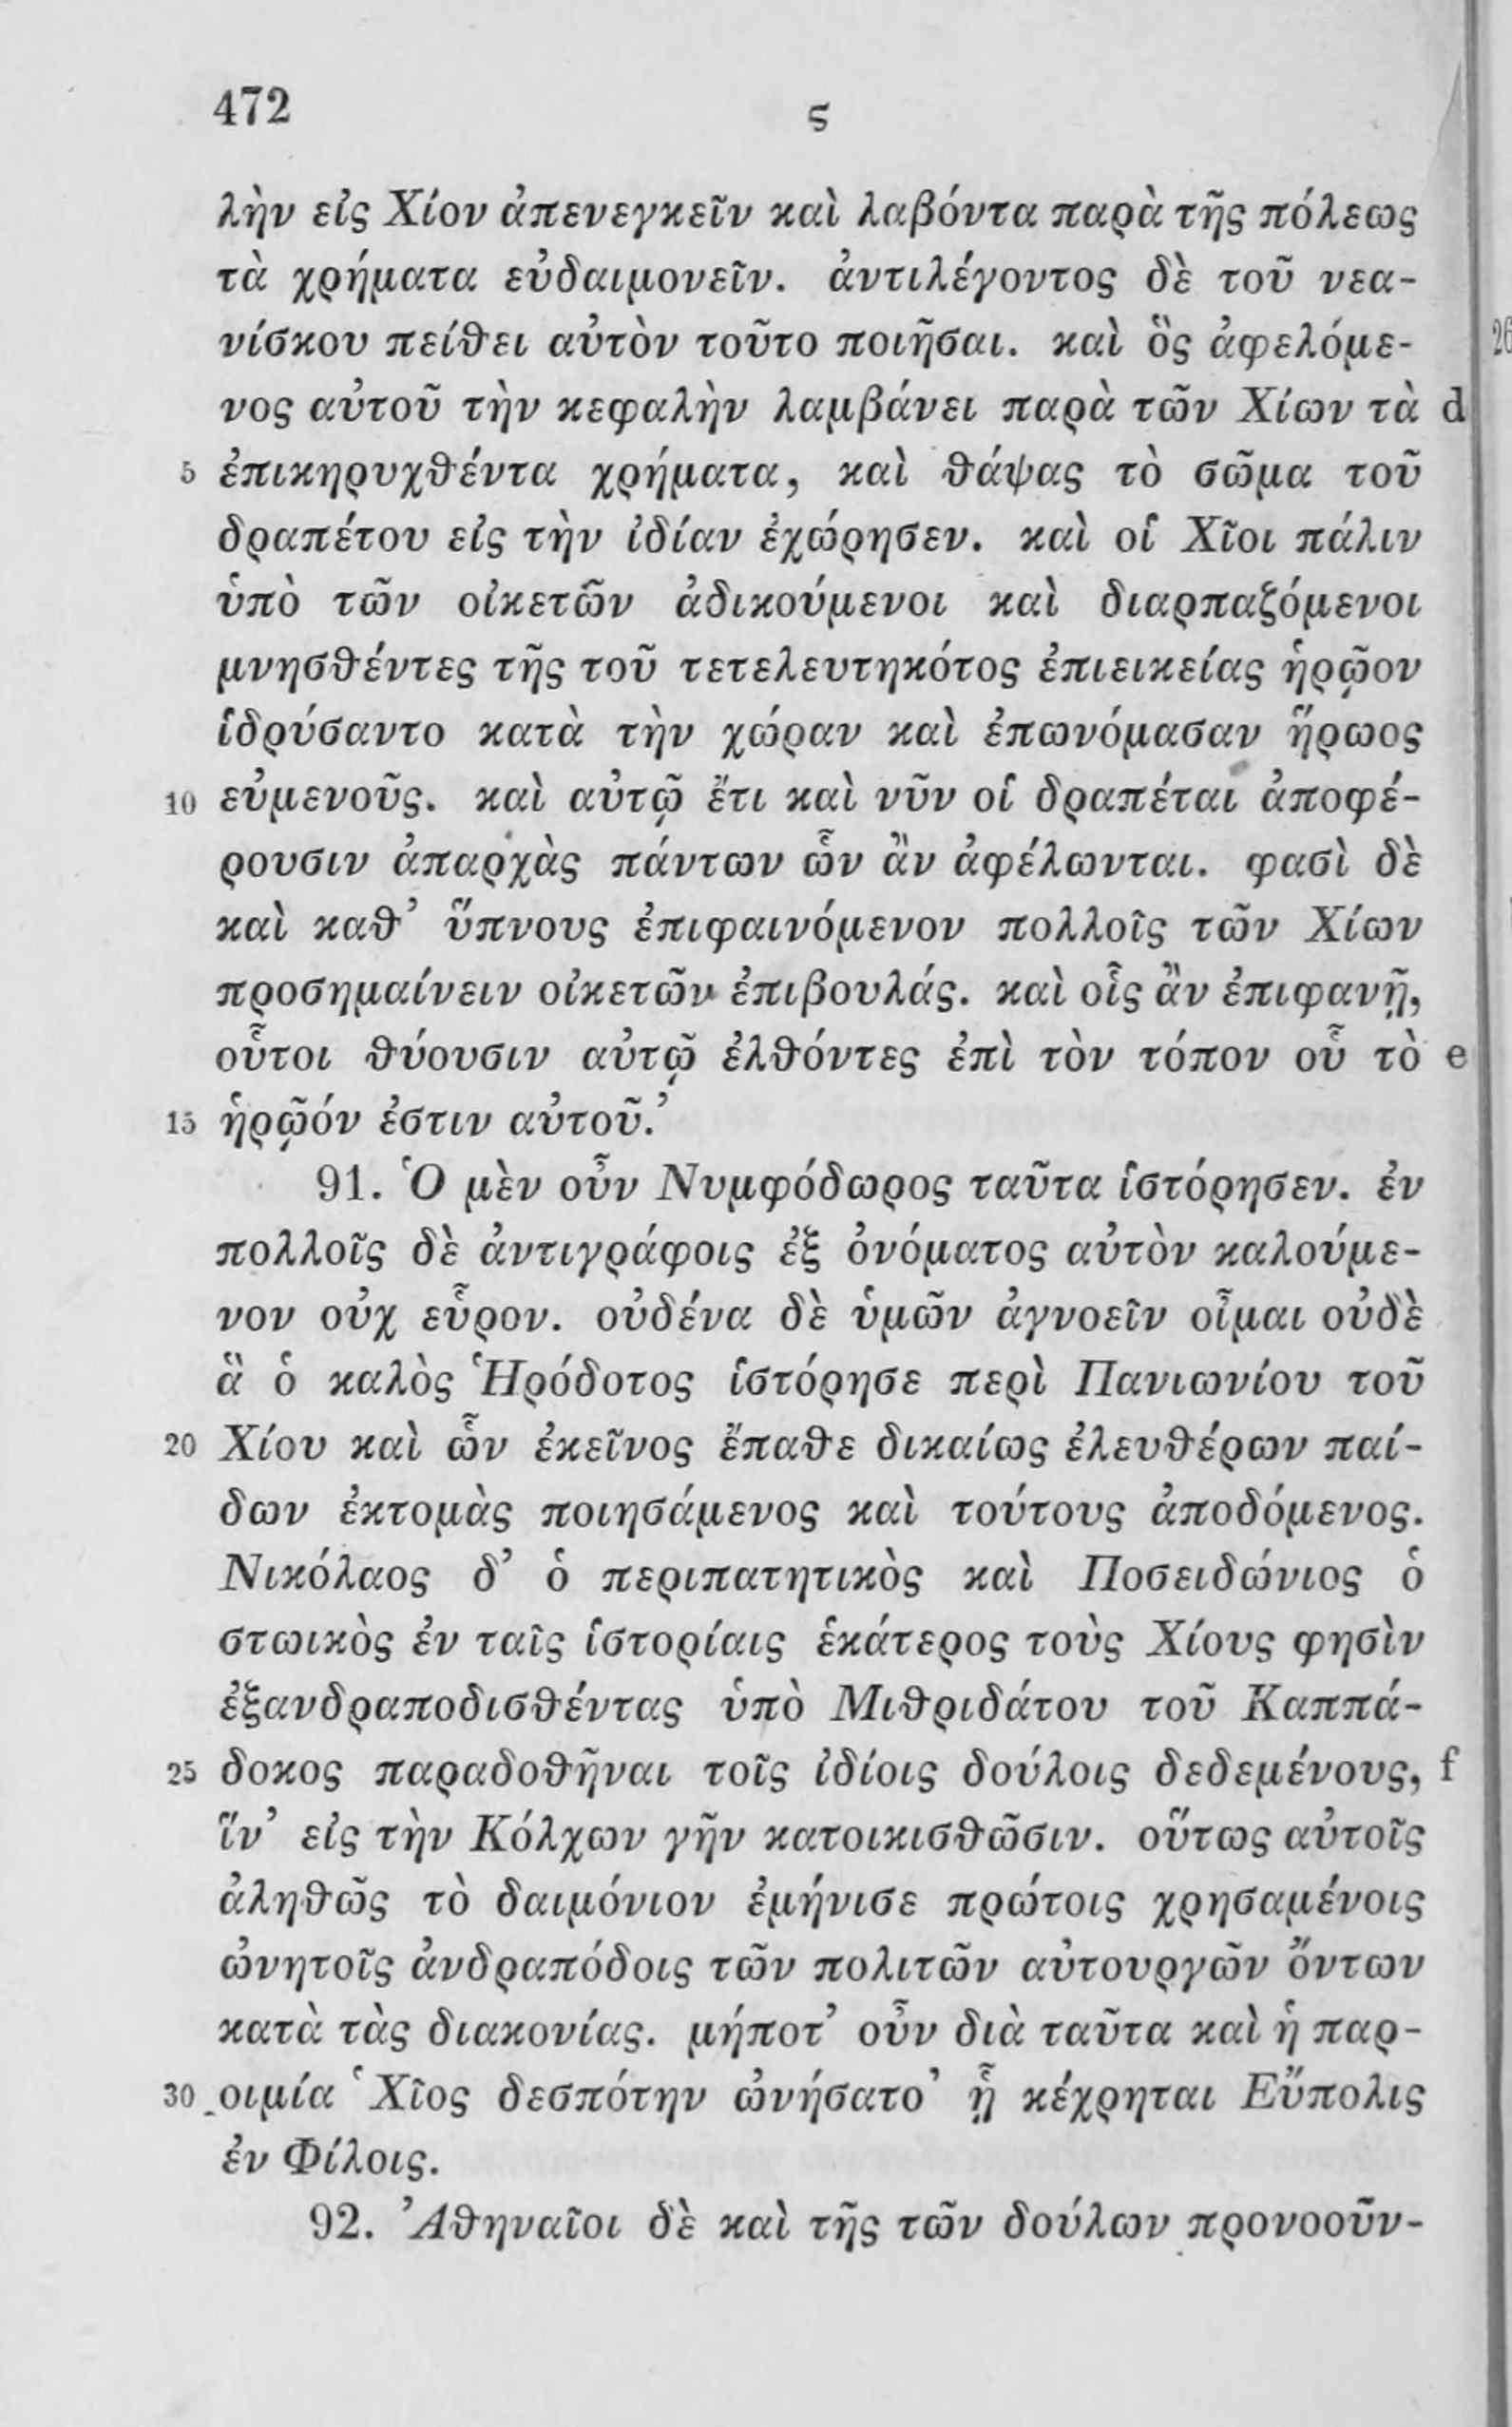 472 ς
λὴν εἰς Χίον ἀπενεγκεῖν καὶ λαβόντα παρὰ τῆς πόλεως
τὰ χρήματα εὐδαιμονεῖν. ἀντιλέγοντος δὲ τοῦ νεα-
νίσκου πείθει αὐτὸν τοῦτο ποιῆσαι. καὶ ὃς ἀφελόμε- 26
νος αὐτοῦ τὴν κεφαλὴν λαμβάνει παρὰ τῶν Χίων τὰ d
5 ἐπικηρυχθέντα χρήματα, καὶ θάψας τὸ σῶμα τοῦ
δραπέτου εἰς τὴν ἰδίαν ἐχώρησεν. καὶ οἱ Χῖοι πάλιν
ὑπὸ τῶν οἰκετῶν ἀδικούμενοι καὶ διαρπαζόμενοι
μνησθέντες τῆς τοῦ τετελευτηκότος ἐπιεικείας ἡρῷον
ἱδρύσαντο κατὰ τὴν χώραν καὶ ἐπωνόμασαν ἥρωος
10 εὐμενοῦς. καὶ αὐτῷ ἔτι καὶ νῦν οἱ δραπέται ἀποφέ-
ρουσιν ἀπαρχὰς πάντων ὧν ἂν ἀφέλωνται. φασὶ δὲ
καὶ καθ’ ὕπνους ἐπιφαινόμενον πολλοῖς τῶν Χίων
προσημαίνειν οἰκετῶν ἐπιβουλάς. καὶ οἷς ἂν ἐπιφανῇ,
οὗτοι θύουσιν αὐτῷ ἐλθόντες ἐπὶ τὸν τόπον οὗ τὸ e
15 ἡρῷόν ἐστιν αὐτοῦ.’
91. Ὁ μὲν οὖν Νυμφόδωρος ταῦτα ἱστόρησεν. ἐν
πολλοῖς δὲ ἀντιγράφοις ἐξ ὀνόματος αὐτὸν καλούμε-
νον οὐχ εὗρον. οὐδένα δὲ ὑμῶν ἀγνοεῖν οἶμαι οὐδὲ
ἃ ὁ καλὸς Ἡρόδοτος ἱστόρησε περὶ Πανιωνίου τοῦ
20 Χίου καὶ ὧν ἐκεῖνος ἔπαθε δικαίως ἐλευθέρων παί-
δων ἐκτομὰς ποιησάμενος καὶ τούτους ἀποδόμενος.
Νικόλαος δ’ ὁ περιπατητικὸς καὶ Ποσειδώνιος ὁ
στωικὸς ἐν ταῖς ἱστορίαις ἑκάτερος τοὺς Χίους φησὶν
ἐξανδραποδισθέντας ὑπὸ Μιθριδάτου τοῦ Καππά-
25 δοκος παραδοθῆναι τοῖς ἰδίοις δούλοις δεδεμένους, f
ἵν’ εἰς τὴν Κόλχων γῆν κατοικισθῶσιν. οὕτως αὐτοῖς
ἀληθῶς τὸ δαιμόνιον ἐμήνισε πρώτοις χρησαμένοις
ὠνητοῖς ἀνδραπόδοις τῶν πολιτῶν αὐτουργῶν ὄντων
κατὰ τὰς διακονίας. μήποτ’ οὖν διὰ ταῦτα καὶ ἡ παρ-
30 οιμία ‘Χῖος δεσπότην ὠνήσατο’ ᾗ κέχρηται Εὔπολις
ἐν Φίλοις.
92. Ἀθηναῖοι δὲ καὶ τῆς τῶν δούλων προνοοῦν-